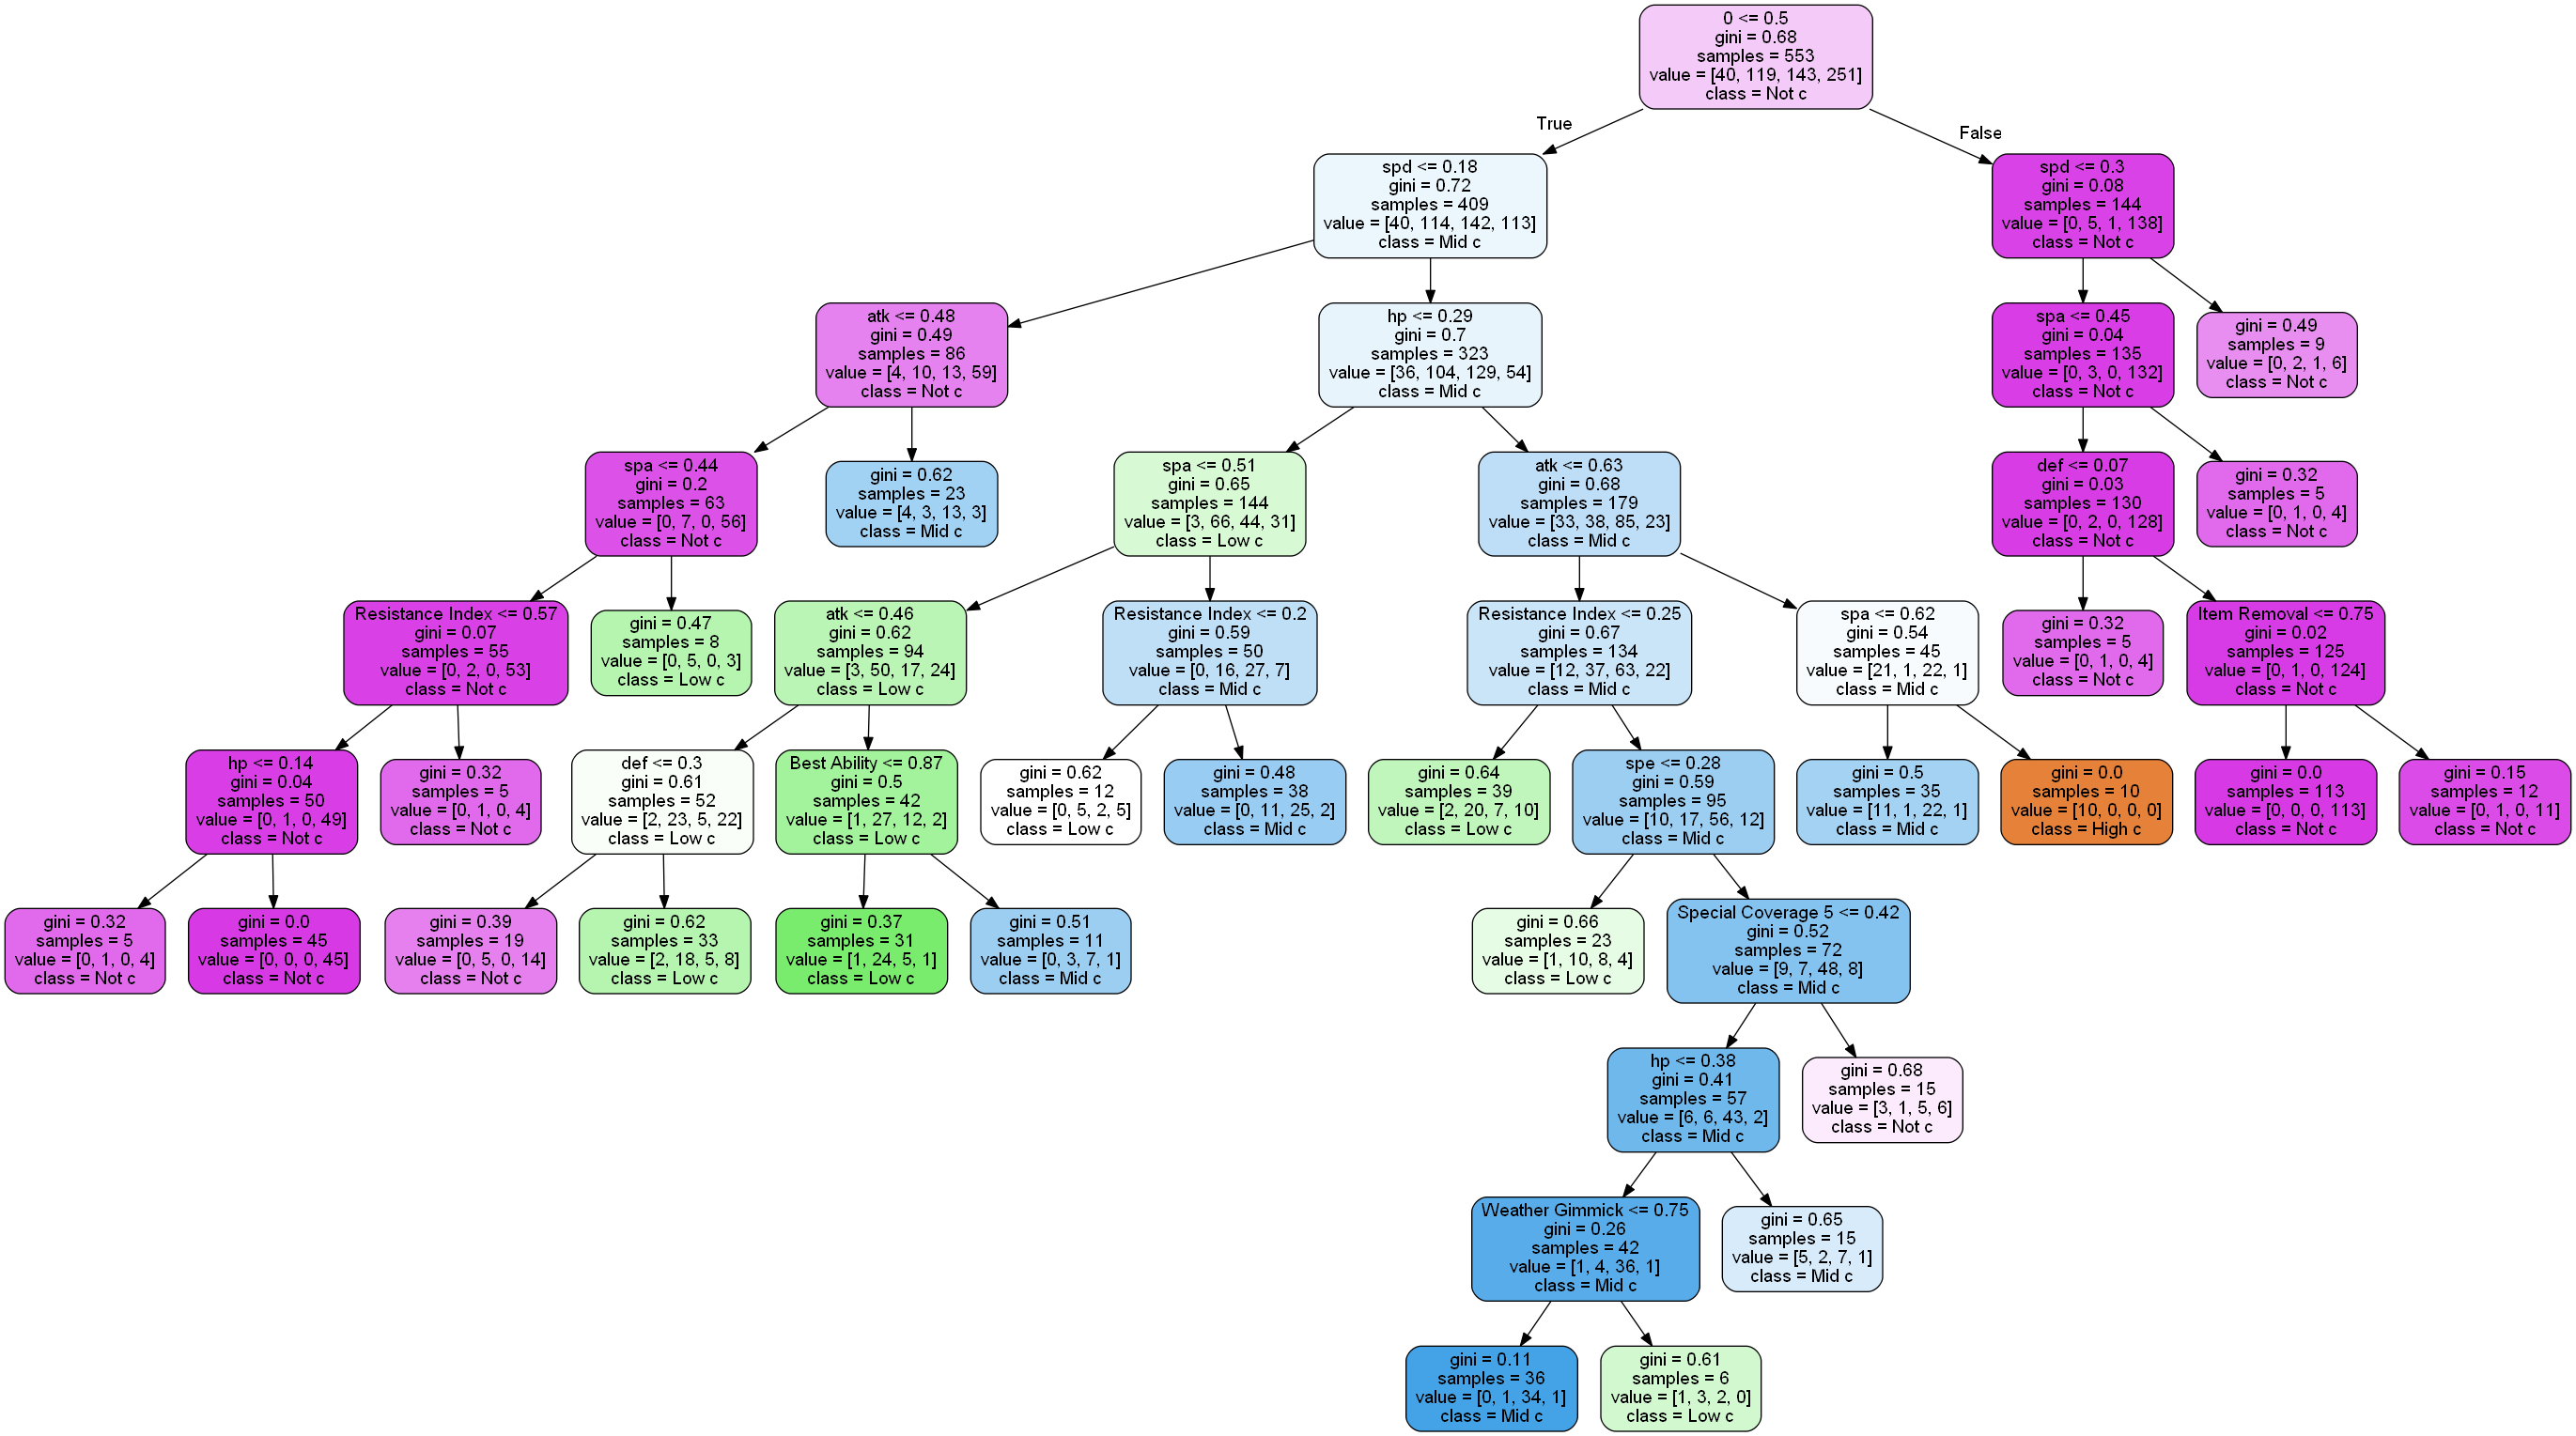 0 <= 0.5
gini = 0.68
samples = 553
value = [40, 119, 143, 251]
class = Not c
True
False
spd <= 0.18
gini = 0.72
samples = 409
value = [40, 114, 142, 113]
class = Mid c
spd <= 0.3
gini = 0.08
samples = 144
value = [0, 5, 1, 138]
class = Not c
atk <= 0.48
gini = 0.49
samples = 86
value = [4, 10, 13, 59]
class = Not c
hp <= 0.29
gini = 0.7
samples = 323
value = [36, 104, 129, 54]
class = Mid c
spa <= 0.45
gini = 0.04
samples = 135
value = [0, 3, 0, 132]
class = Not c
gini = 0.49
samples = 9
value = [0, 2, 1, 6]
class = Not c
spa <= 0.44
gini = 0.2
samples = 63
value = [0, 7, 0, 56]
class = Not c
gini = 0.62
samples = 23
value = [4, 3, 13, 3]
class = Mid c
spa <= 0.51
gini = 0.65
samples = 144
value = [3, 66, 44, 31]
class = Low c
atk <= 0.63
gini = 0.68
samples = 179
value = [33, 38, 85, 23]
class = Mid c
def <= 0.07
gini = 0.03
samples = 130
value = [0, 2, 0, 128]
class = Not c
gini = 0.32
samples = 5
value = [0, 1, 0, 4]
class = Not c
Resistance Index <= 0.57
gini = 0.07
samples = 55
value = [0, 2, 0, 53]
class = Not c
gini = 0.47
samples = 8
value = [0, 5, 0, 3]
class = Low c
atk <= 0.46
gini = 0.62
samples = 94
value = [3, 50, 17, 24]
class = Low c
Resistance Index <= 0.2
gini = 0.59
samples = 50
value = [0, 16, 27, 7]
class = Mid c
Resistance Index <= 0.25
gini = 0.67
samples = 134
value = [12, 37, 63, 22]
class = Mid c
spa <= 0.62
gini = 0.54
samples = 45
value = [21, 1, 22, 1]
class = Mid c
gini = 0.32
samples = 5
value = [0, 1, 0, 4]
class = Not c
Item Removal <= 0.75
gini = 0.02
samples = 125
value = [0, 1, 0, 124]
class = Not c
hp <= 0.14
gini = 0.04
samples = 50
value = [0, 1, 0, 49]
class = Not c
gini = 0.32
samples = 5
value = [0, 1, 0, 4]
class = Not c
def <= 0.3
gini = 0.61
samples = 52
value = [2, 23, 5, 22]
class = Low c
Best Ability <= 0.87
gini = 0.5
samples = 42
value = [1, 27, 12, 2]
class = Low c
gini = 0.62
samples = 12
value = [0, 5, 2, 5]
class = Low c
gini = 0.48
samples = 38
value = [0, 11, 25, 2]
class = Mid c
gini = 0.64
samples = 39
value = [2, 20, 7, 10]
class = Low c
spe <= 0.28
gini = 0.59
samples = 95
value = [10, 17, 56, 12]
class = Mid c
gini = 0.5
samples = 35
value = [11, 1, 22, 1]
class = Mid c
gini = 0.0
samples = 10
value = [10, 0, 0, 0]
class = High c
gini = 0.0
samples = 113
value = [0, 0, 0, 113]
class = Not c
gini = 0.15
samples = 12
value = [0, 1, 0, 11]
class = Not c
gini = 0.32
samples = 5
value = [0, 1, 0, 4]
class = Not c
gini = 0.0
samples = 45
value = [0, 0, 0, 45]
class = Not c
gini = 0.39
samples = 19
value = [0, 5, 0, 14]
class = Not c
gini = 0.62
samples = 33
value = [2, 18, 5, 8]
class = Low c
gini = 0.37
samples = 31
value = [1, 24, 5, 1]
class = Low c
gini = 0.51
samples = 11
value = [0, 3, 7, 1]
class = Mid c
gini = 0.66
samples = 23
value = [1, 10, 8, 4]
class = Low c
Special Coverage 5 <= 0.42
gini = 0.52
samples = 72
value = [9, 7, 48, 8]
class = Mid c
hp <= 0.38
gini = 0.41
samples = 57
value = [6, 6, 43, 2]
class = Mid c
gini = 0.68
samples = 15
value = [3, 1, 5, 6]
class = Not c
Weather Gimmick <= 0.75
gini = 0.26
samples = 42
value = [1, 4, 36, 1]
class = Mid c
gini = 0.65
samples = 15
value = [5, 2, 7, 1]
class = Mid c
gini = 0.11
samples = 36
value = [0, 1, 34, 1]
class = Mid c
gini = 0.61
samples = 6
value = [1, 3, 2, 0]
class = Low c